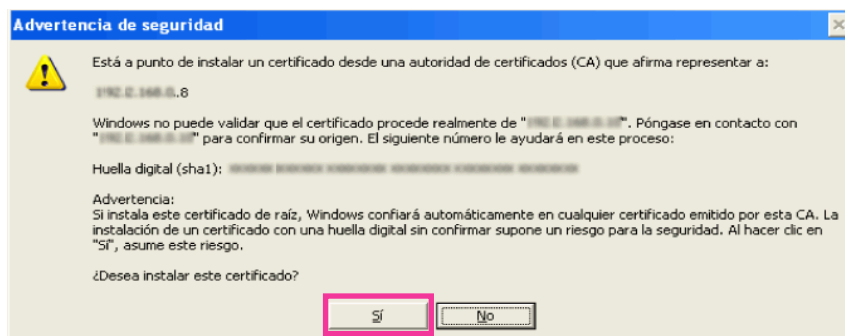 Advertencia de seguridad
Está a punto de instalar un certificado desde una autoridad de certificados (CA) que afirma representar a:
.8
Windows no puede validar que el certificado procede realmente de "". Póngase en contacto con
"" para confirmar su origen. El siguiente número le ayudará en este proceso:
Huella digital (sha1):
Advertencia:
Si instala este certificado de raíz, Windows confiará automáticamente en cualquier certificado emitido por esta CA. La
instalación de un certificado con una huella digital sin confirmar supone un riesgo para la seguridad. Al hacer clic en
"Sí", asume este riesgo.
¿Desea instalar este certificado?
Sí No